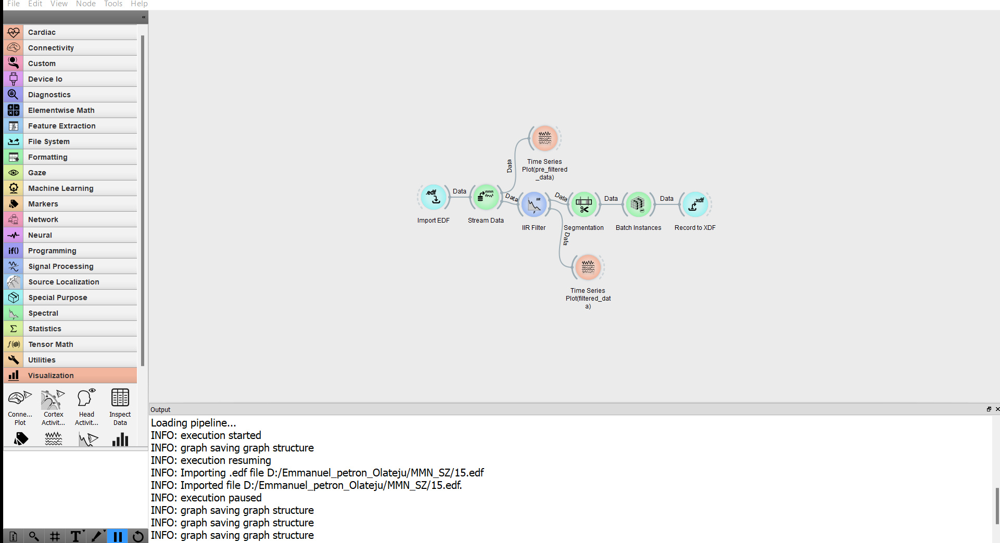 File Edit View Node Tools Help
«
Cardiac
Connectivity
Custom
Device Io
Diagnostics
Elementwise Math
Feature Extraction
File System
Formatting
Gaze
Machine Learning
Markers
Network
Neural
if() Programming
Signal Processing
Source Localization
Special Purpose
Spectral
Σ Statistics
Tensor Math
Utilities
Visualization
Conne...
Plot
Cortex
Activit...
Head
Activit...
Inspect
Data
Time Series
Plot(pre_filtered
_data)
Data
.edf
Import EDF
Data
Stream Data
Data
IIR
F
IIR Filter
Data
Segmentation
Data
Batch Instances
Data
.xdf
Record to XDF
Data
Time Series
Plot(filtered_dat
a)
Output
Loading pipeline...
INFO: execution started
INFO: graph saving graph structure
INFO: execution resuming
INFO: Importing .edf file D:/Emmanuel_petron_Olateju/MMN_SZ/15.edf
INFO: Imported file D:/Emmanuel_petron_Olateju/MMN_SZ/15.edf.
INFO: execution paused
INFO: graph saving graph structure
INFO: graph saving graph structure
INFO: graph saving graph structure